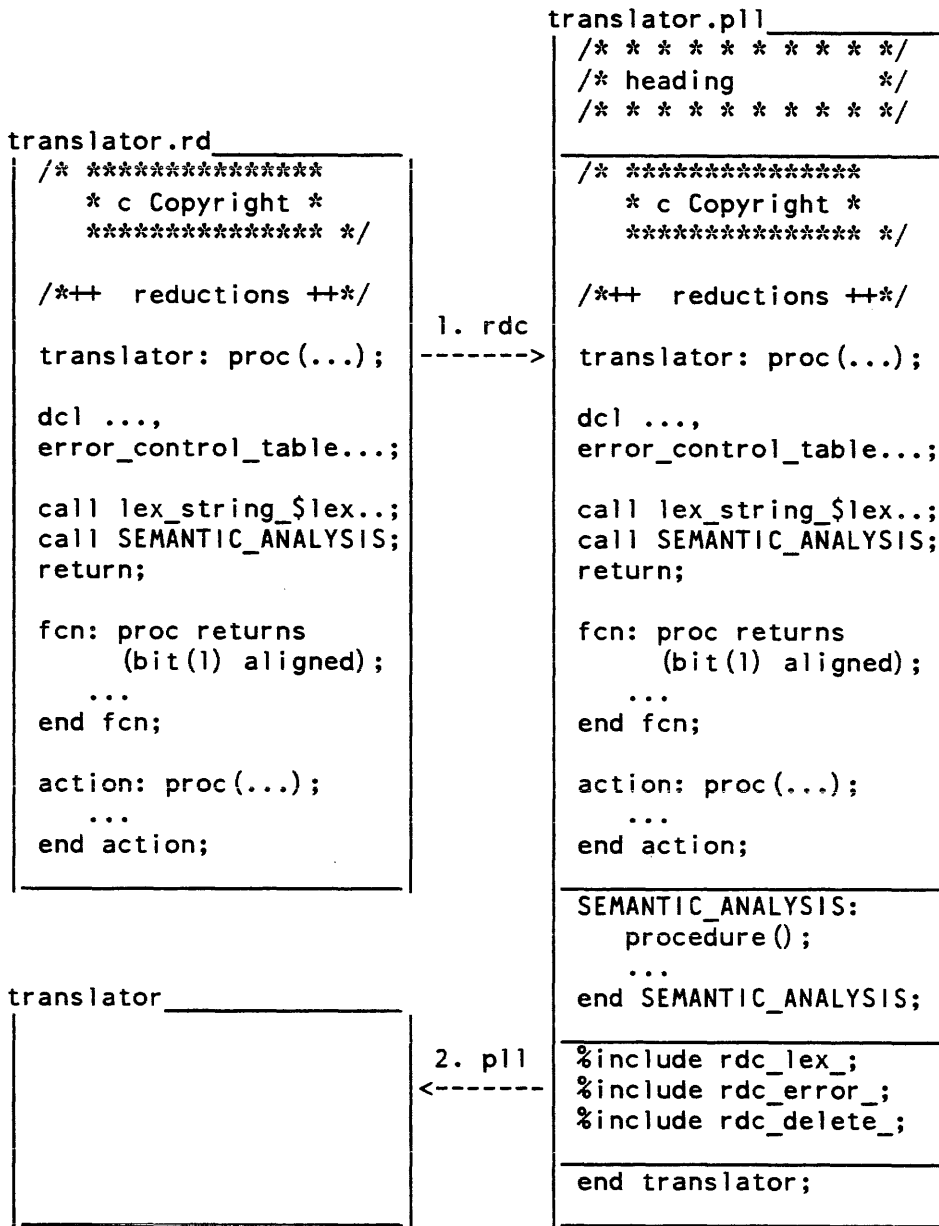 translator.rd
/* ***************
* c Copyright *
*************** */
/*++ reductions ++*/
translator: proc(...);
dcl ...,
error_control_table...;
call lex_string_$lex..;
call SEMANTIC_ANALYSIS;
return;
fcn: proc returns
(bit(1) aligned);
...
end fcn;
action: proc(...);
...
end action;
1. rdc
------->
translator.pl1
/* * * * * * * * * * */
/* heading */
/* * * * * * * * * * */
/* ***************
* c Copyright *
*************** */
/*++ reductions ++*/
translator: proc(...);
dcl ...,
error_control_table...;
call lex_string_$lex..;
call SEMANTIC_ANALYSIS;
return;
fcn: proc returns
(bit(1) aligned);
...
end fcn;
action: proc(...);
...
end action;
SEMANTIC_ANALYSIS:
procedure();
...
end SEMANTIC_ANALYSIS;
%include rdc_lex_;
%include rdc_error_;
%include rdc_delete_;
end translator;
2. pl1
<-------
translator